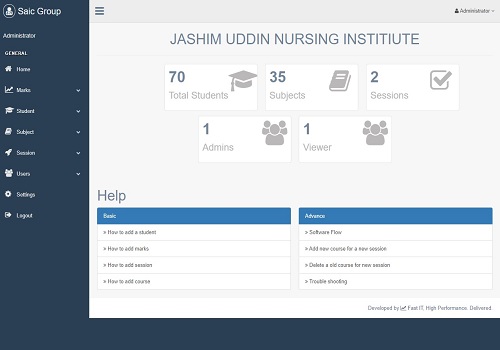 Saic Group
Administrator
Administrator
GENERAL
Home
Marks
Student
Subject
Session
Users
Settings
Logout
JASHIM UDDIN NURSING INSTITIUTE
70
Total Students
35
Subjects
2
Sessions
1
Admins
1
Viewer
Help
Basic
» How to add a student
» How to add marks
» How to add session
» How to add course
Advance
» Software Flow
» Add new course for a new session
» Delete a old course for new session
» Trouble shooting
Developed by Fast IT, High Performance. Delivered